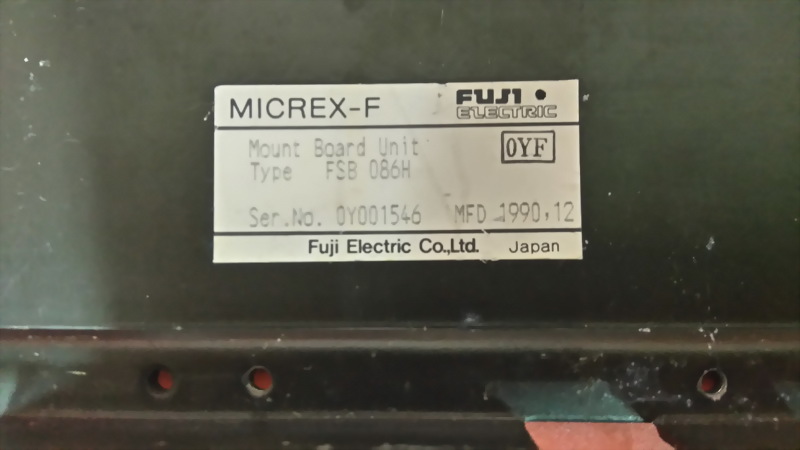 MICREX-F FUJI ELECTRIC
Mount Board Unit 0YF
Type FSB 086H
Ser.No. 0Y001546 MFD 1990,12
Fuji Electric Co.,Ltd. Japan